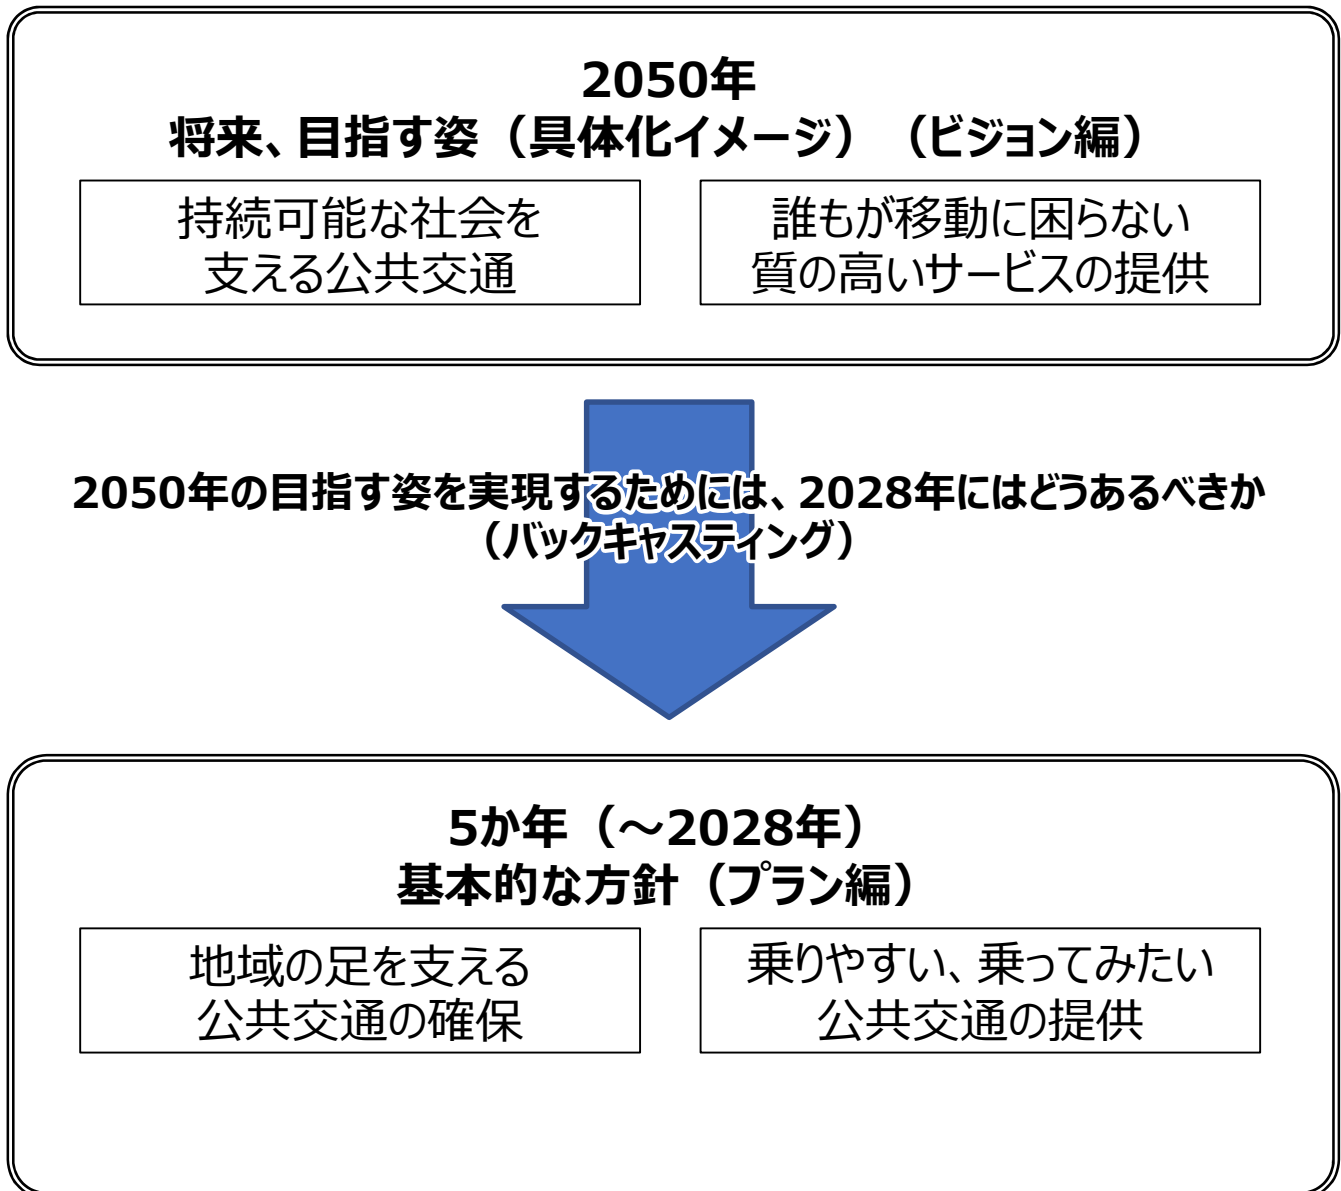 2050年
将来、目指す姿（具体化イメージ）（ビジョン編）
持続可能な社会を
支える公共交通
誰もが移動に困らない
質の高いサービスの提供
2050年の目指す姿を実現するためには、2028年にはどうあるべきか
（バックキャスティング）
5か年（～2028年）
基本的な方針（プラン編）
地域の足を支える
公共交通の確保
乗りやすい、乗ってみたい
公共交通の提供